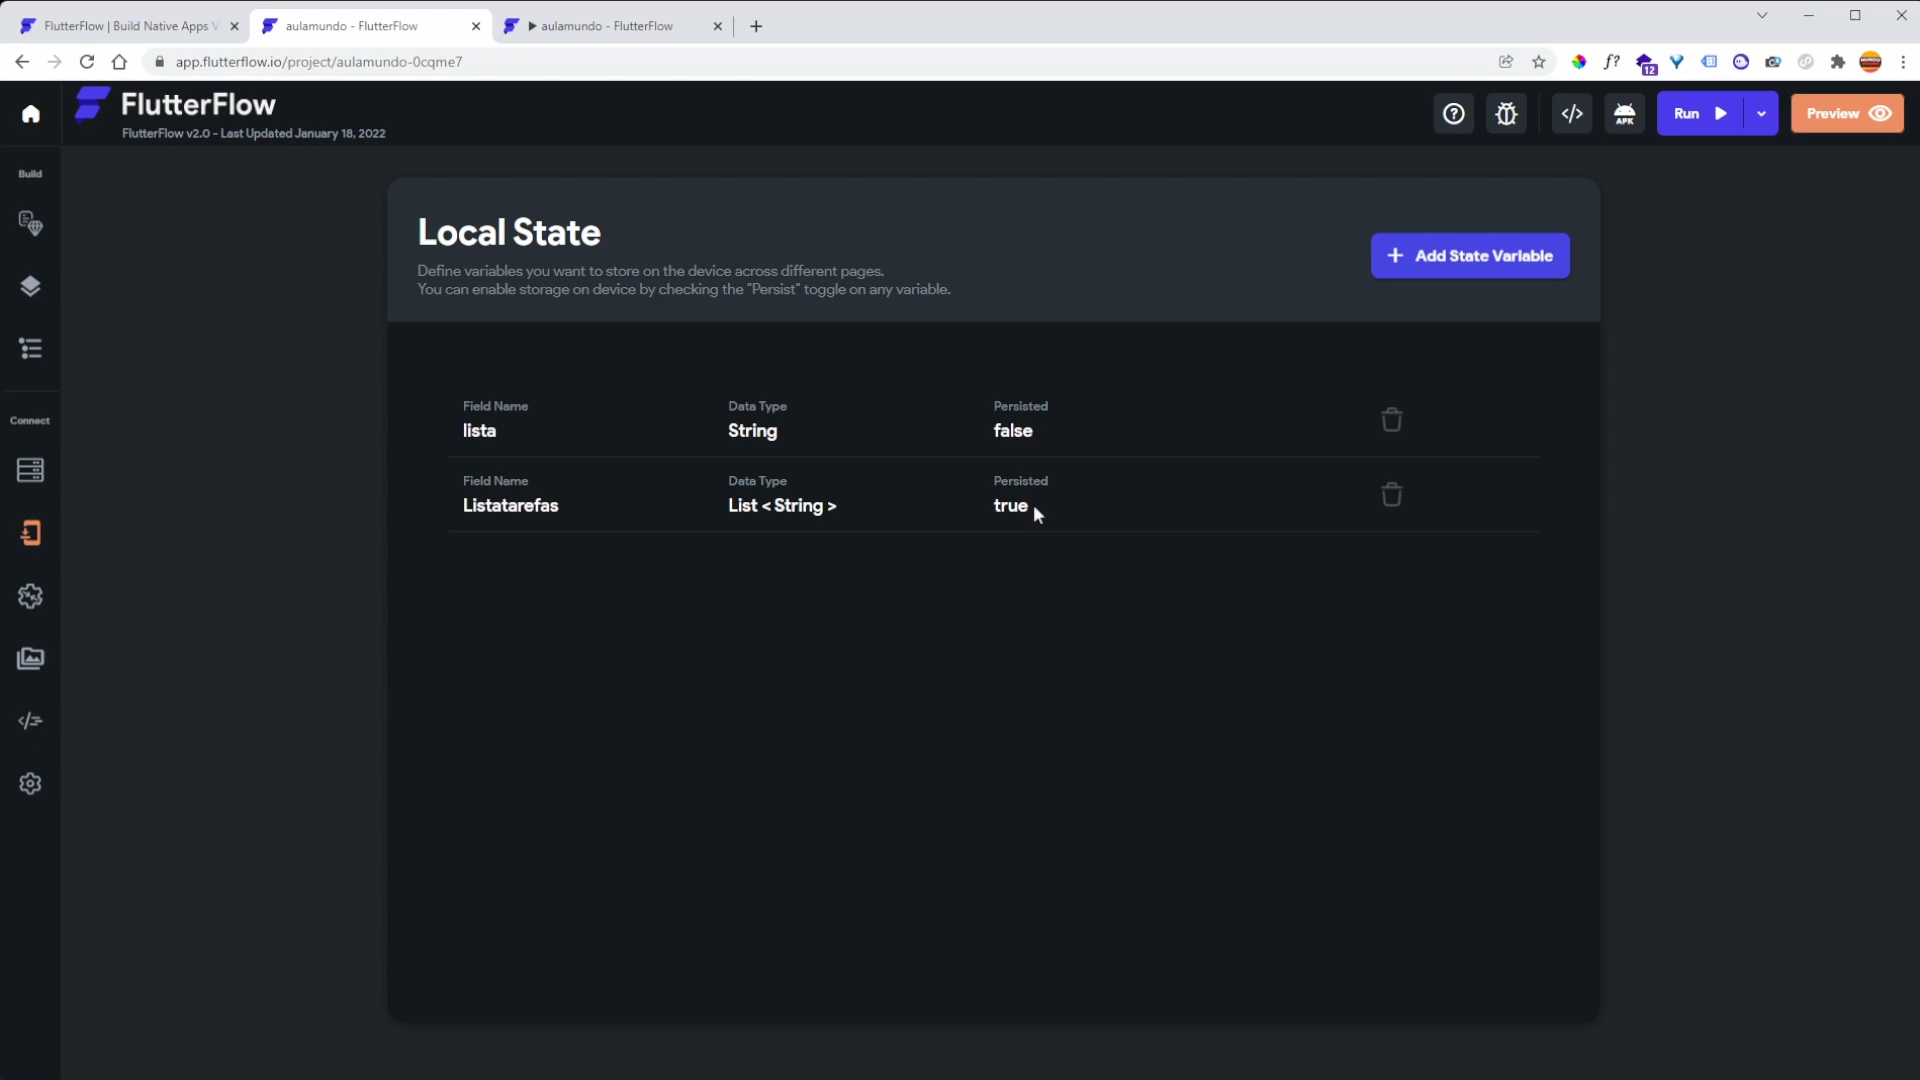 FlutterFlow | Build Native Apps V
aulamundo - FlutterFlow
aulamundo - FlutterFlow
app.flutterflow.io/project/aulamundo-0cqme7
f?
12
FlutterFlow
FlutterFlow v2.0 - Last Updated January 18, 2022
APK
Run
Preview
Build
Connect
Local State
Define variables you want to store on the device across different pages.
You can enable storage on device by checking the "Persist" toggle on any variable.
+ Add State Variable
Field Name
Data Type
Persisted
lista
String
false
Field Name
Data Type
Persisted
Listatarefas
List < String >
true